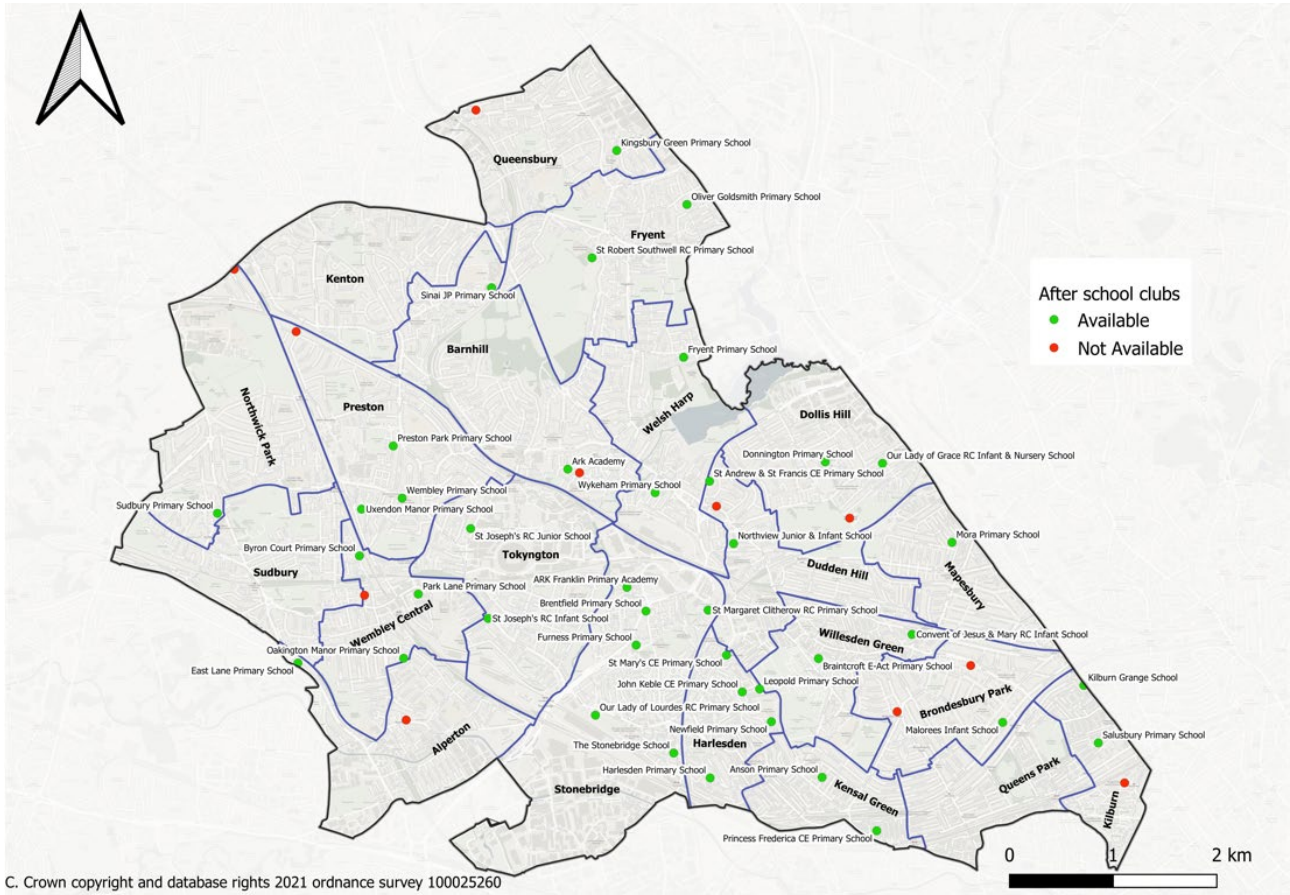 Kingsbury Green Primary School
Queensbury
Oliver Goldsmith Primary School
Fryent
St Robert Southwell RC Primary School
Kenton
Sinai JP Primary School
After school clubs
Available
Not Available
Barnhill
Fryent Primary School
Northwick Park
Preston
Welsh Harp
Dollis Hill
Preston Park Primary School
Donnington Primary School
Our Lady of Grace RC Infant & Nursery School
Ark Academy
St Andrew & St Francis CE Primary School
Wykeham Primary School
Wembley Primary School
Sudbury Primary School
Uxendon Manor Primary School
St Joseph's RC Junior School
Northview Junior & Infant School
Mora Primary School
Byron Court Primary School
Tokyngton
Sudbury
Dudden Hill
Mapesbury
ARK Franklin Primary Academy
Park Lane Primary School
Brentfield Primary School
St Margaret Clitherow RC Primary School
Wembley Central
St Joseph's RC Infant School
Willesden Green
Convent of Jesus & Mary RC Infant School
Furness Primary School
Oakington Manor Primary School
East Lane Primary School
St Mary's CE Primary School
Braintcroft E-Act Primary School
Kilburn Grange School
John Keble CE Primary School
Leopold Primary School
Brondesbury Park
Our Lady of Lourdes RC Primary School
Newfield Primary School
Malorees Infant School
Salusbury Primary School
Alperton
Harlesden
The Stonebridge School
Harlesden Primary School
Anson Primary School
Queens Park
Stonebridge
Kensal Green
Kilburn
Princess Frederica CE Primary School
0 1 2 km
C. Crown copyright and database rights 2021 ordnance survey 100025260